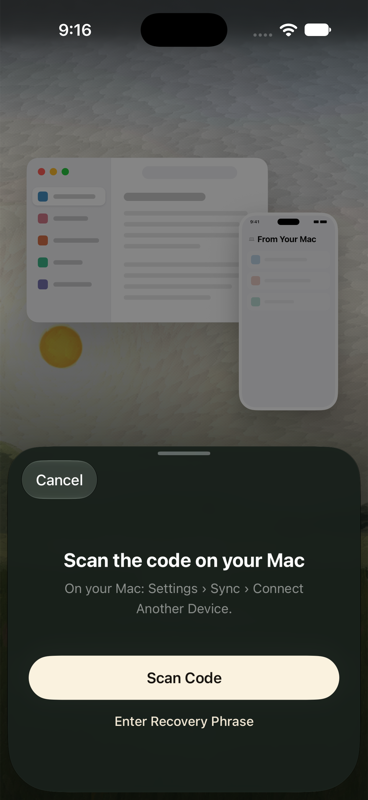 9:16
9:41
From Your Mac
Cancel
Scan the code on your Mac
On your Mac: Settings › Sync › Connect
Another Device.
Scan Code
Enter Recovery Phrase